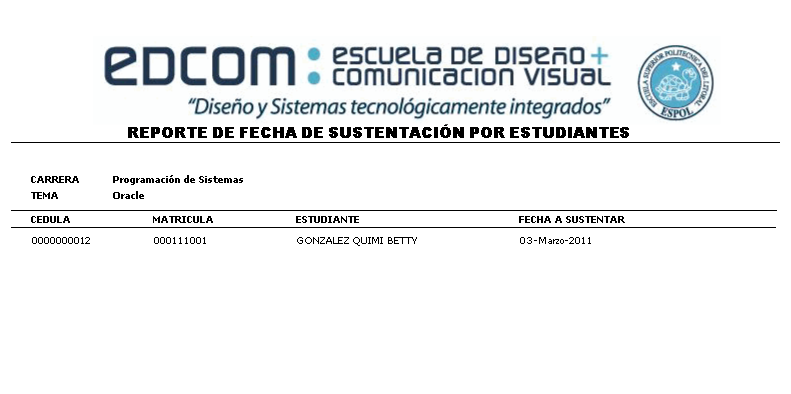 EDCOM: ESCUELA DE DISEÑO +
COMUNICACION VISUAL
"Diseño y Sistemas tecnológicamente integrados"
ESCUELA SUPERIOR POLITECNICA DEL LITORAL
ESPOL
REPORTE DE FECHA DE SUSTENTACIÓN POR ESTUDIANTES
CARRERA Programación de Sistemas
TEMA Oracle
CEDULA MATRICULA ESTUDIANTE FECHA A SUSTENTAR
0000000012 000111001 GONZALEZ QUIMI BETTY 03-Marzo-2011